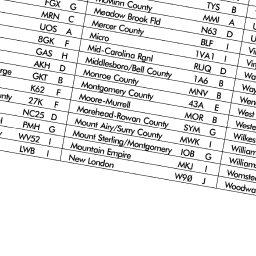 McMinn County MMI A
FGX G Meadow Brook Fld N63 D
MRN C Mercer County BLF I
UOS A Micro 1VA1 I
8GK F Mid-Carolina Rgnl RUQ D
GAS H Middlesboro/Bell County 1A6 B
AKH D Monroe County MNV B
GKT B Montgomery County 43A E West
K62 F Moore-Murrell MOR B
27K F Morehead-Rowan County SYM G
NC25 D Mount Airy/Surry County MWK I
PMH G Mount Sterling/Montgomery IOB G
WV52 I Mountain Empire MKJ I
LWB I New London W90 J
TYS B